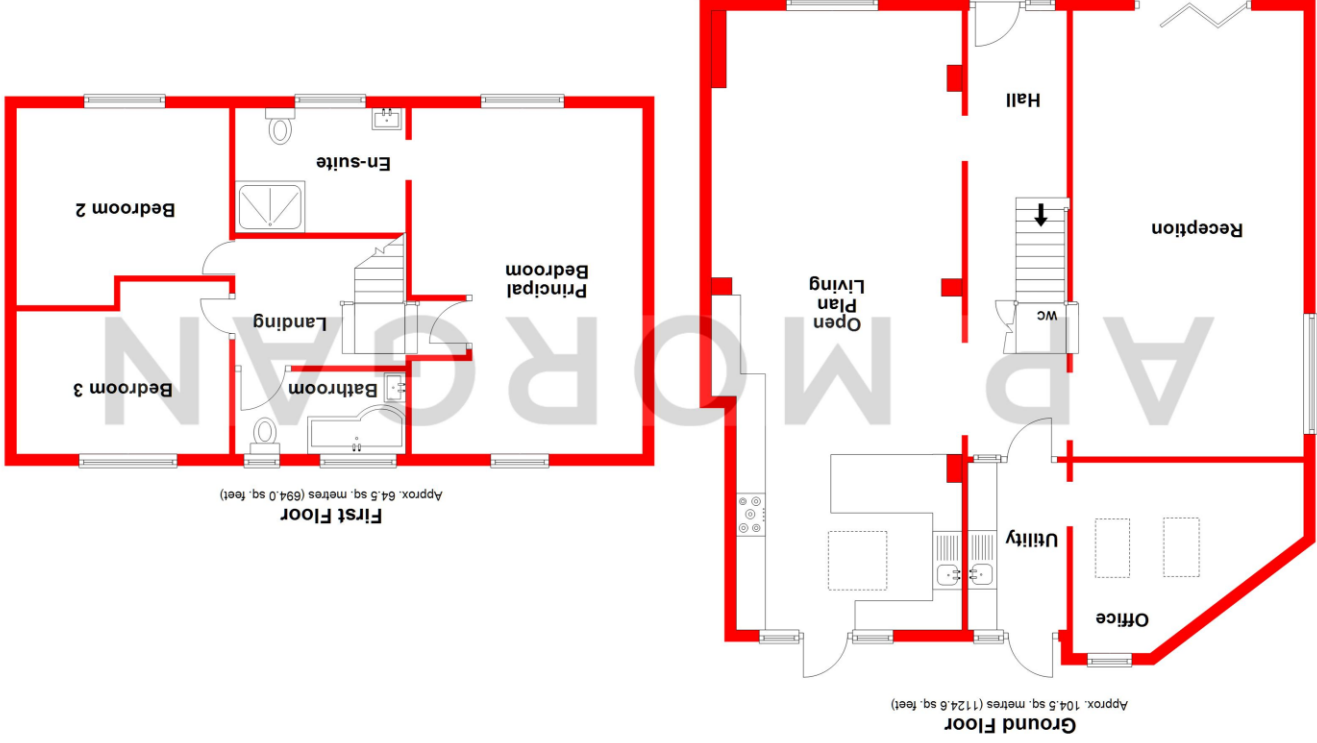 Ground Floor
Approx. 104.5 sq. metres (1124.6 sq. feet)
Office
Utility
Open
Plan
Living
WC
Reception
Hall
First Floor
Approx. 64.5 sq. metres (694.0 sq. feet)
Bathroom
Bedroom 3
Landing
Principal
Bedroom
Bedroom 2
En-suite
AP MORGAN